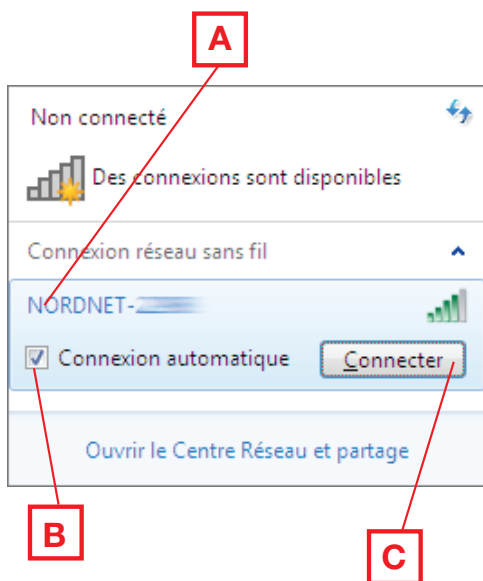 A
Non connecté
Des connexions sont disponibles
Connexion réseau sans fil
NORDNET-
Connexion automatique
Connecter
Ouvrir le Centre Réseau et partage
B
C